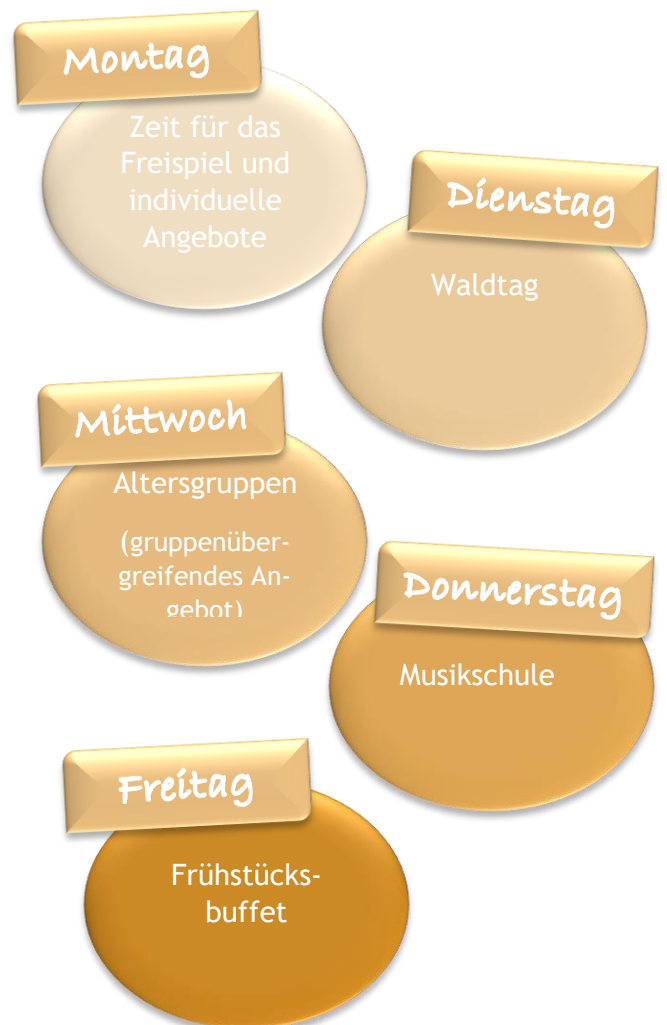 Montag
Zeit für das
Freispiel und
individuelle
Angebote
Dienstag
Waldtag
Mittwoch
Altersgruppen
(gruppenüber-
greifendes An-
gebot)
Donnerstag
Musikschule
Freitag
Frühstücks-
buffet